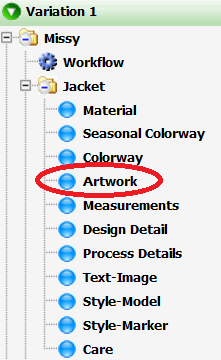 Variation 1
Missy
Workflow
Jacket
Material
Seasonal Colorway
Colorway
Artwork
Measurements
Design Detail
Process Details
Text-Image
Style-Model
Style-Marker
Care